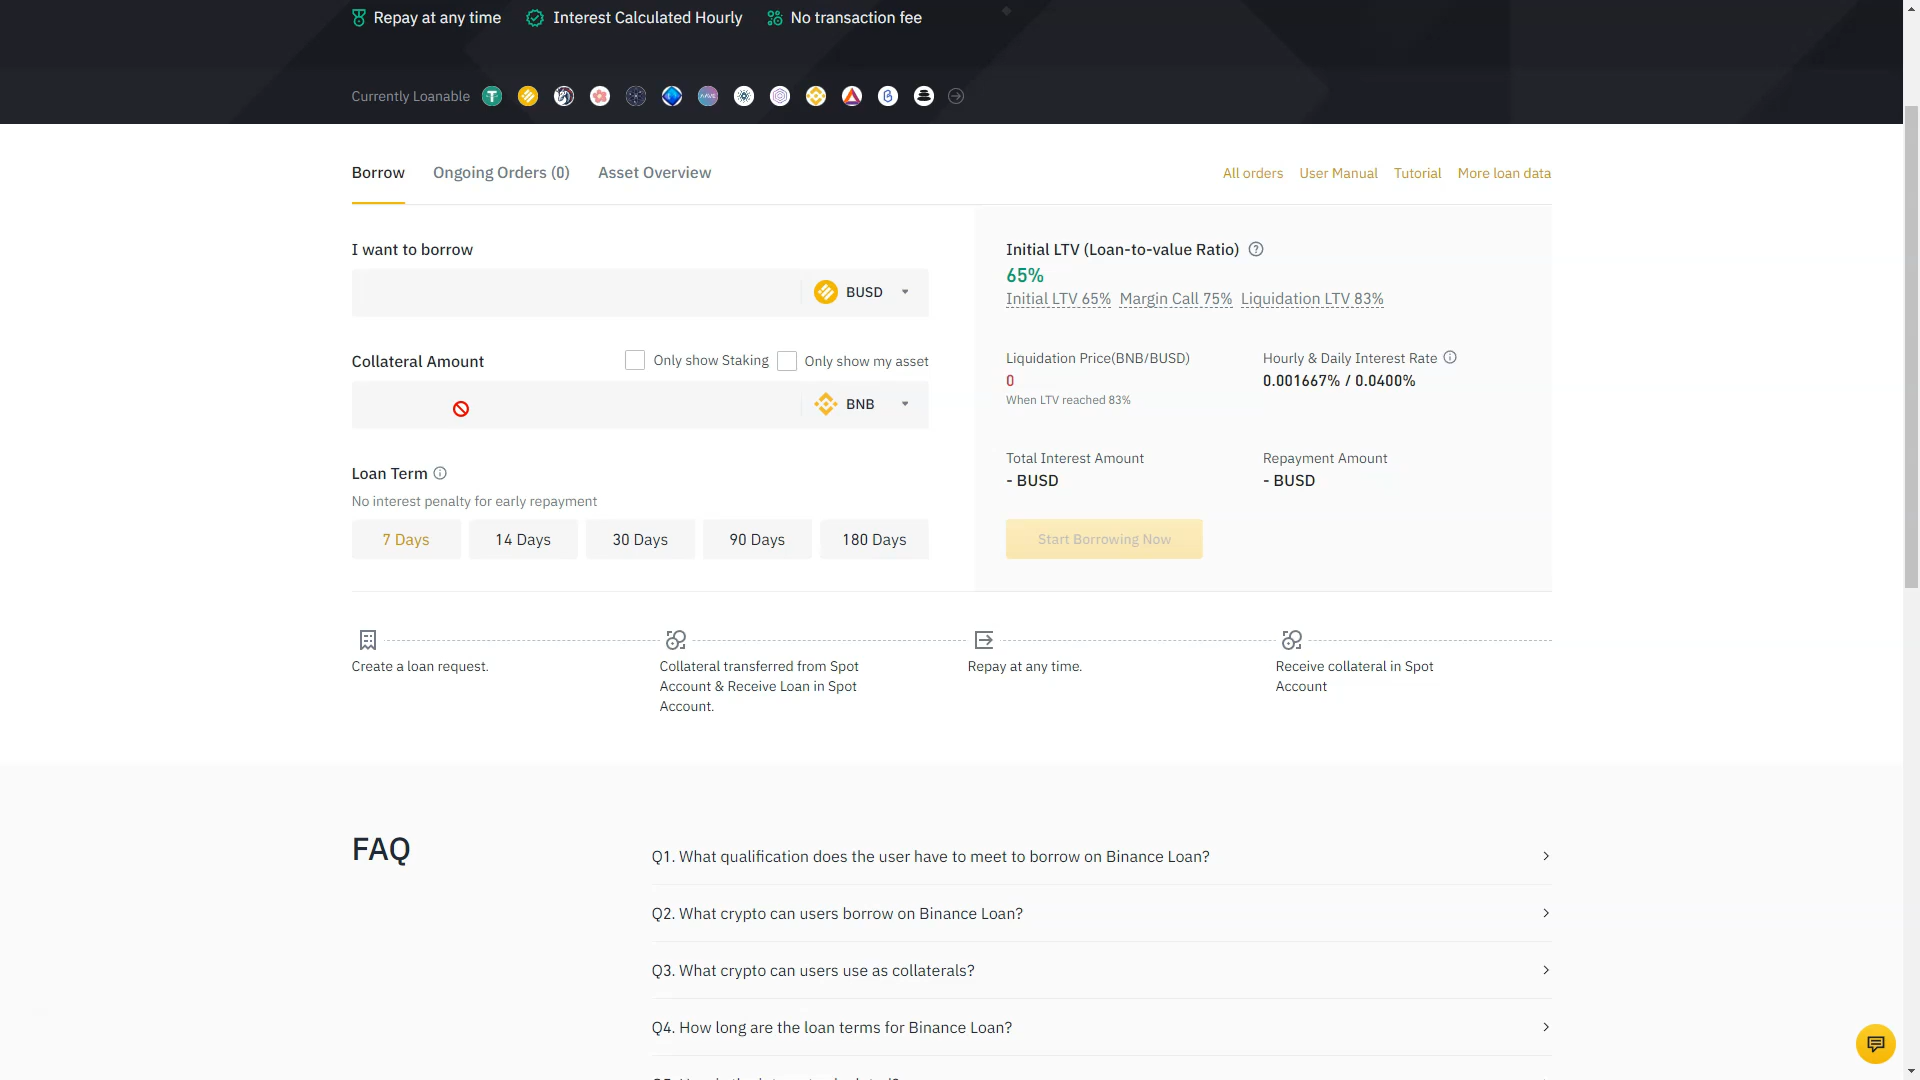 Repay at any time Interest Calculated Hourly No transaction fee
Currently Loanable
Borrow Ongoing Orders (0) Asset Overview All orders User Manual Tutorial More loan data
I want to borrow
BUSD
Collateral Amount Only show Staking Only show my asset
BNB
Loan Term
No interest penalty for early repayment
7 Days 14 Days 30 Days 90 Days 180 Days
Initial LTV (Loan-to-value Ratio)
65%
Initial LTV 65% Margin Call 75% Liquidation LTV 83%
Liquidation Price(BNB/BUSD) Hourly & Daily Interest Rate
0 0.001667% / 0.0400%
When LTV reached 83%
Total Interest Amount Repayment Amount
- BUSD - BUSD
Start Borrowing Now
Create a loan request.
Collateral transferred from Spot
Account & Receive Loan in Spot
Account.
Repay at any time.
Receive collateral in Spot
Account
FAQ
Q1. What qualification does the user have to meet to borrow on Binance Loan?
Q2. What crypto can users borrow on Binance Loan?
Q3. What crypto can users use as collaterals?
Q4. How long are the loan terms for Binance Loan?